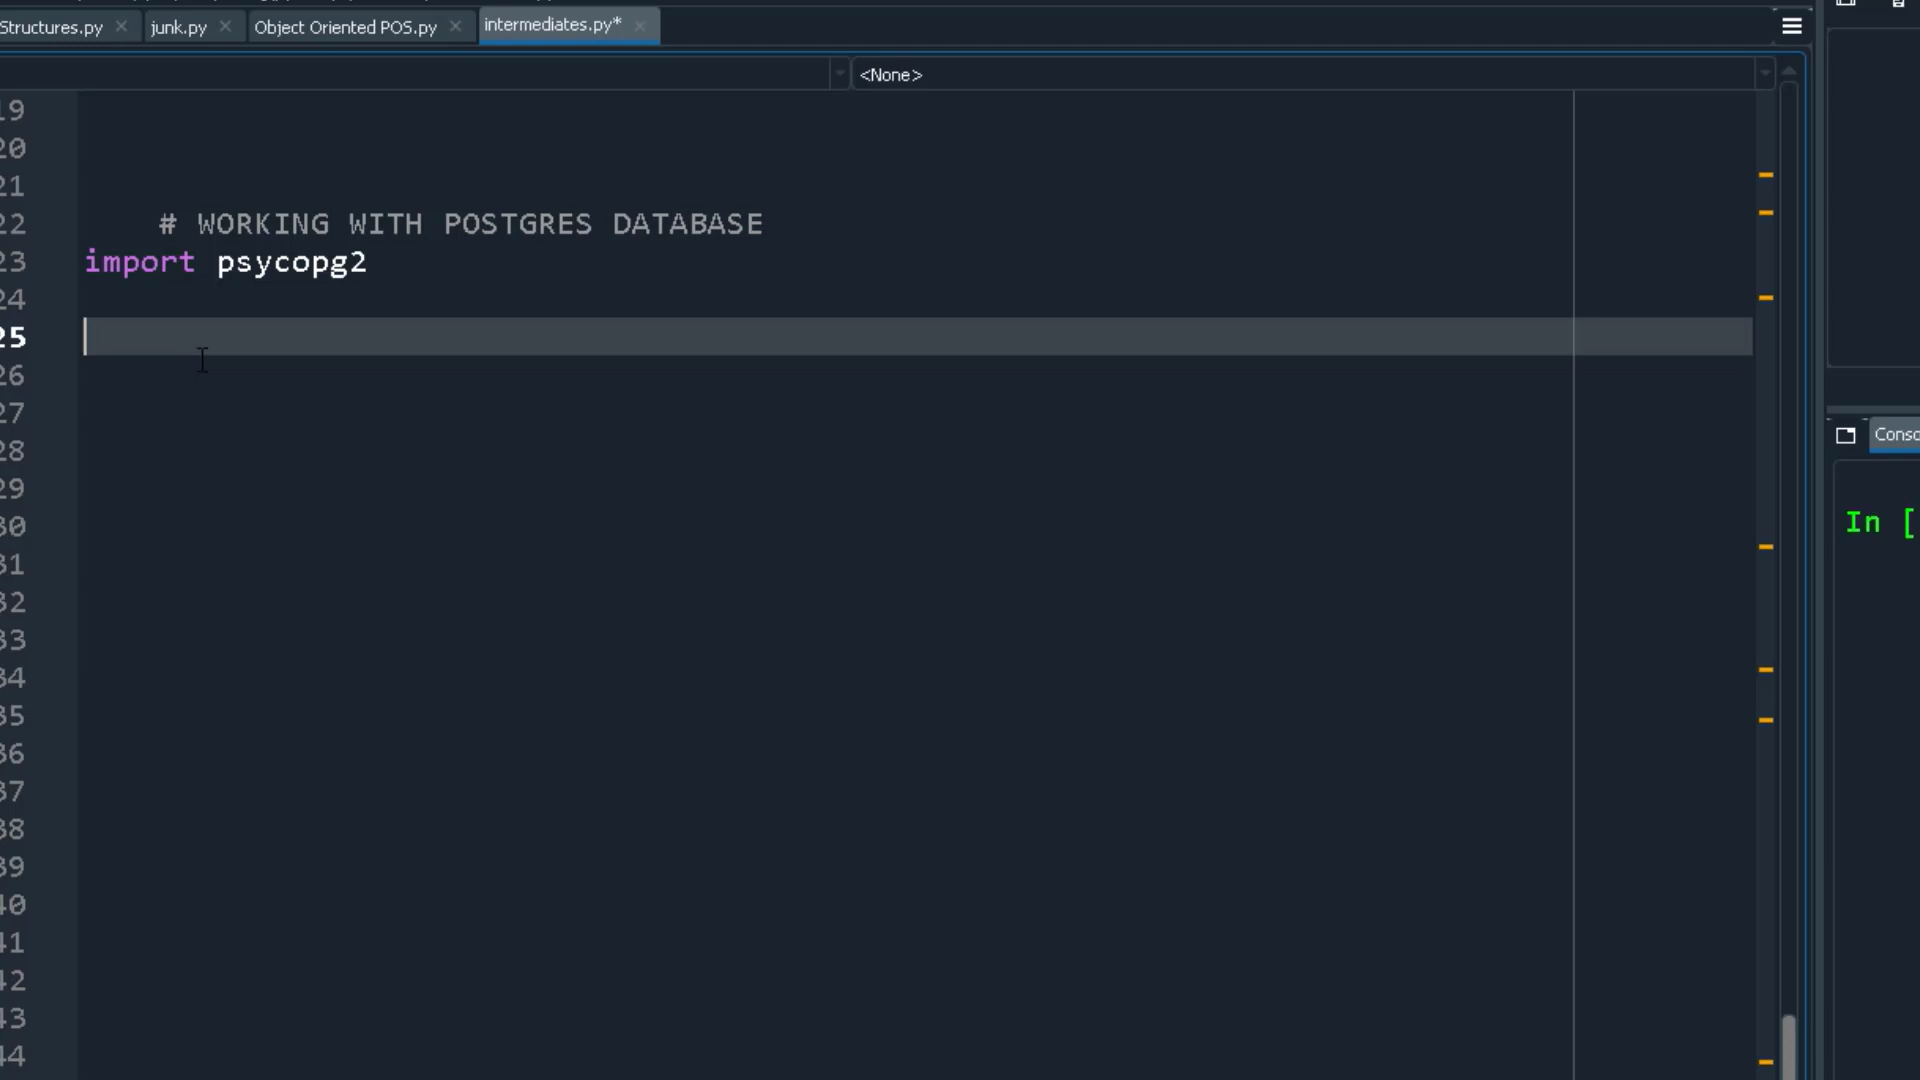 Structures.py
junk.py
Object Oriented POS.py
intermediates.py*
<None>
19
20
21
22 # WORKING WITH POSTGRES DATABASE
23 import psycopg2
24
25
26
27
28
29
30
31
32
33
34
35
36
37
38
39
40
41
42
43
44
Conso
In [